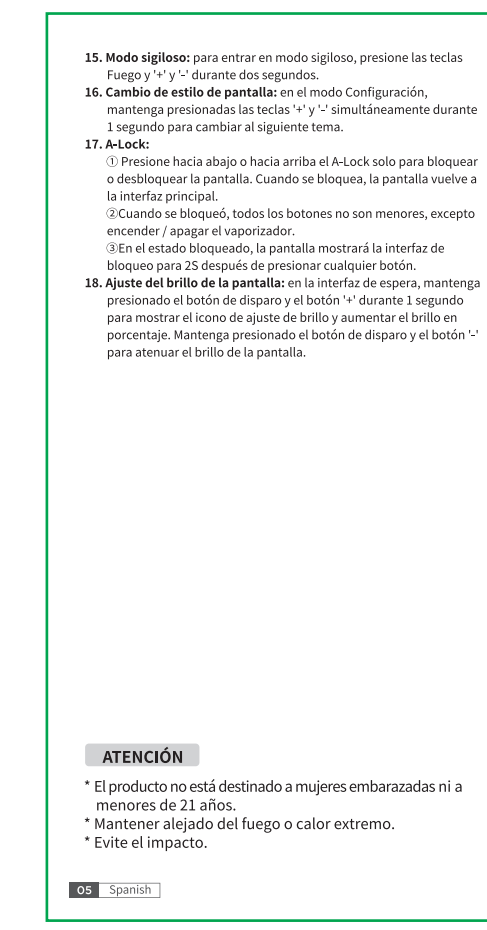 15. Modo sigiloso: para entrar en modo sigiloso, presione las teclas
Fuego y '+' y '-' durante dos segundos.
16. Cambio de estilo de pantalla: en el modo Configuración,
mantenga presionadas las teclas '+' y '-' simultáneamente durante
1 segundo para cambiar al siguiente tema.
17. A-Lock:
① Presione hacia abajo o hacia arriba el A-Lock solo para bloquear
o desbloquear la pantalla. Cuando se bloquea, la pantalla vuelve a
la interfaz principal.
②Cuando se bloqueó, todos los botones no son menores, excepto
encender / apagar el vaporizador.
③En el estado bloqueado, la pantalla mostrará la interfaz de
bloqueo para 2S después de presionar cualquier botón.
18. Ajuste del brillo de la pantalla: en la interfaz de espera, mantenga
presionado el botón de disparo y el botón '+' durante 1 segundo
para mostrar el icono de ajuste de brillo y aumentar el brillo en
porcentaje. Mantenga presionado el botón de disparo y el botón '-'
para atenuar el brillo de la pantalla.
ATENCIÓN
* El producto no está destinado a mujeres embarazadas ni a
menores de 21 años.
* Mantener alejado del fuego o calor extremo.
* Evite el impacto.
05 Spanish